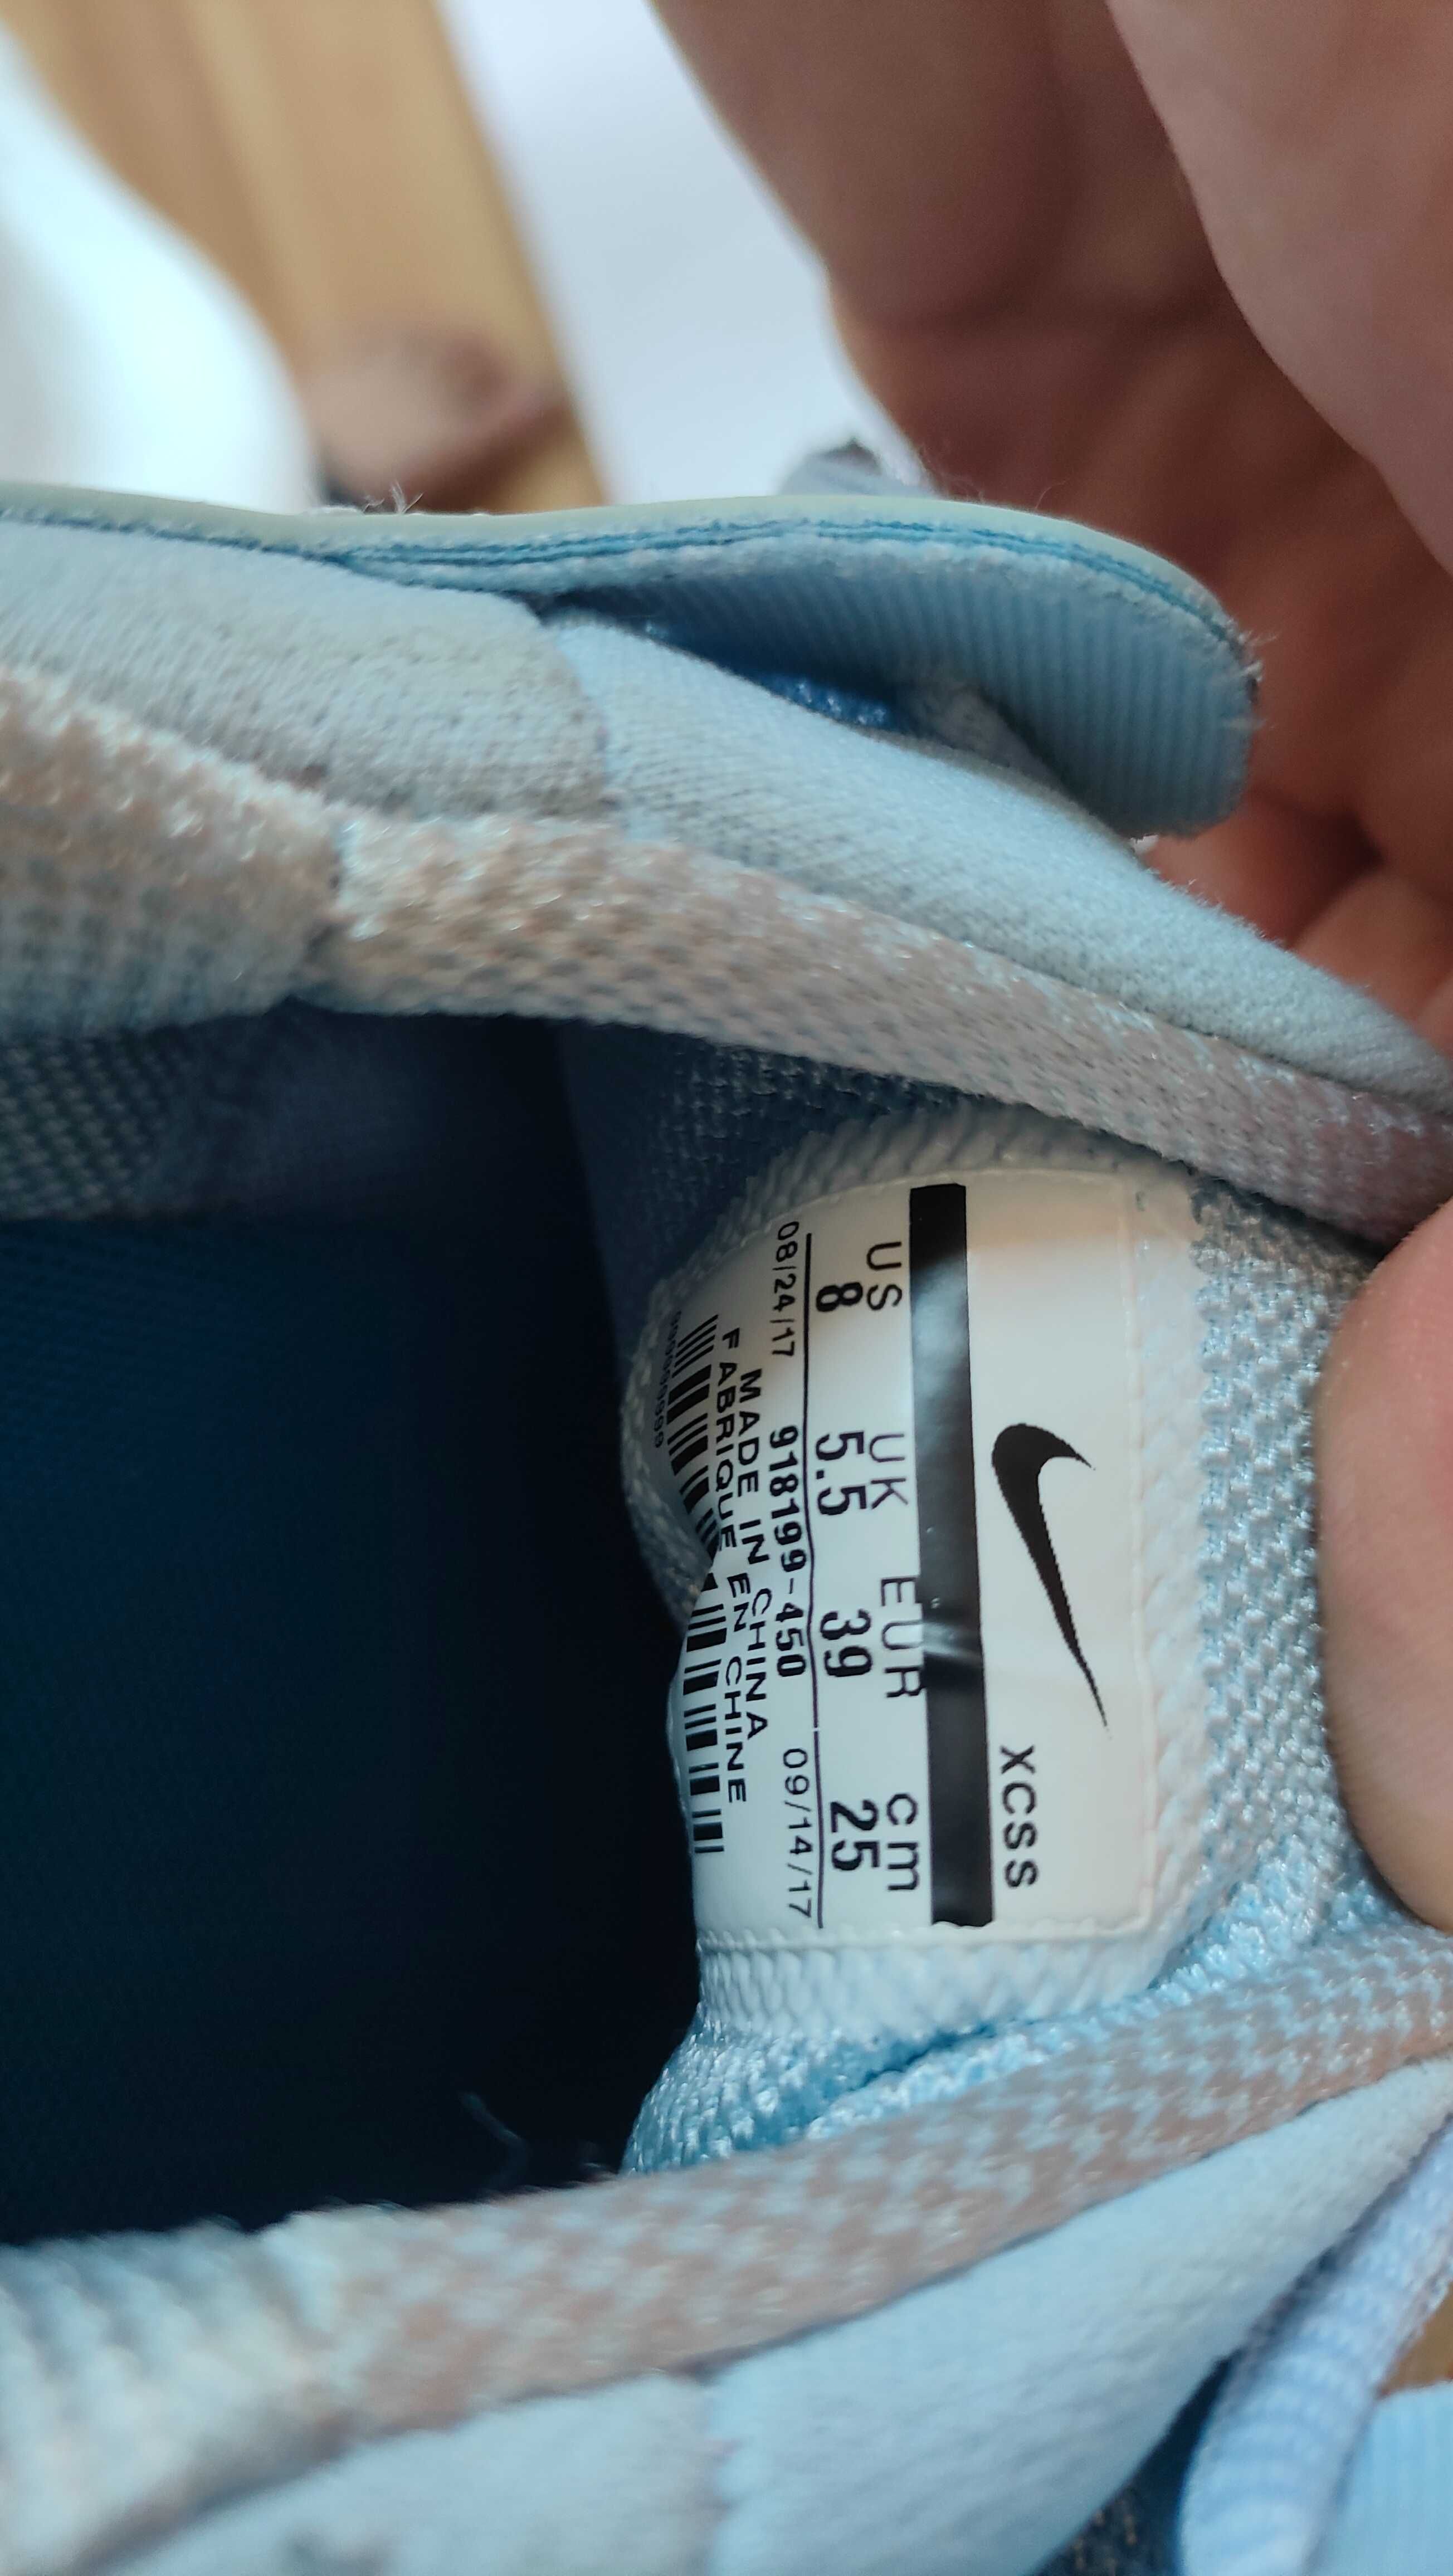 XCSS
US UK EUR cm
8 5.5 39 25
08/24/17 918199-450 09/14/17
MADE IN CHINA
FABRIQUE EN CHINE